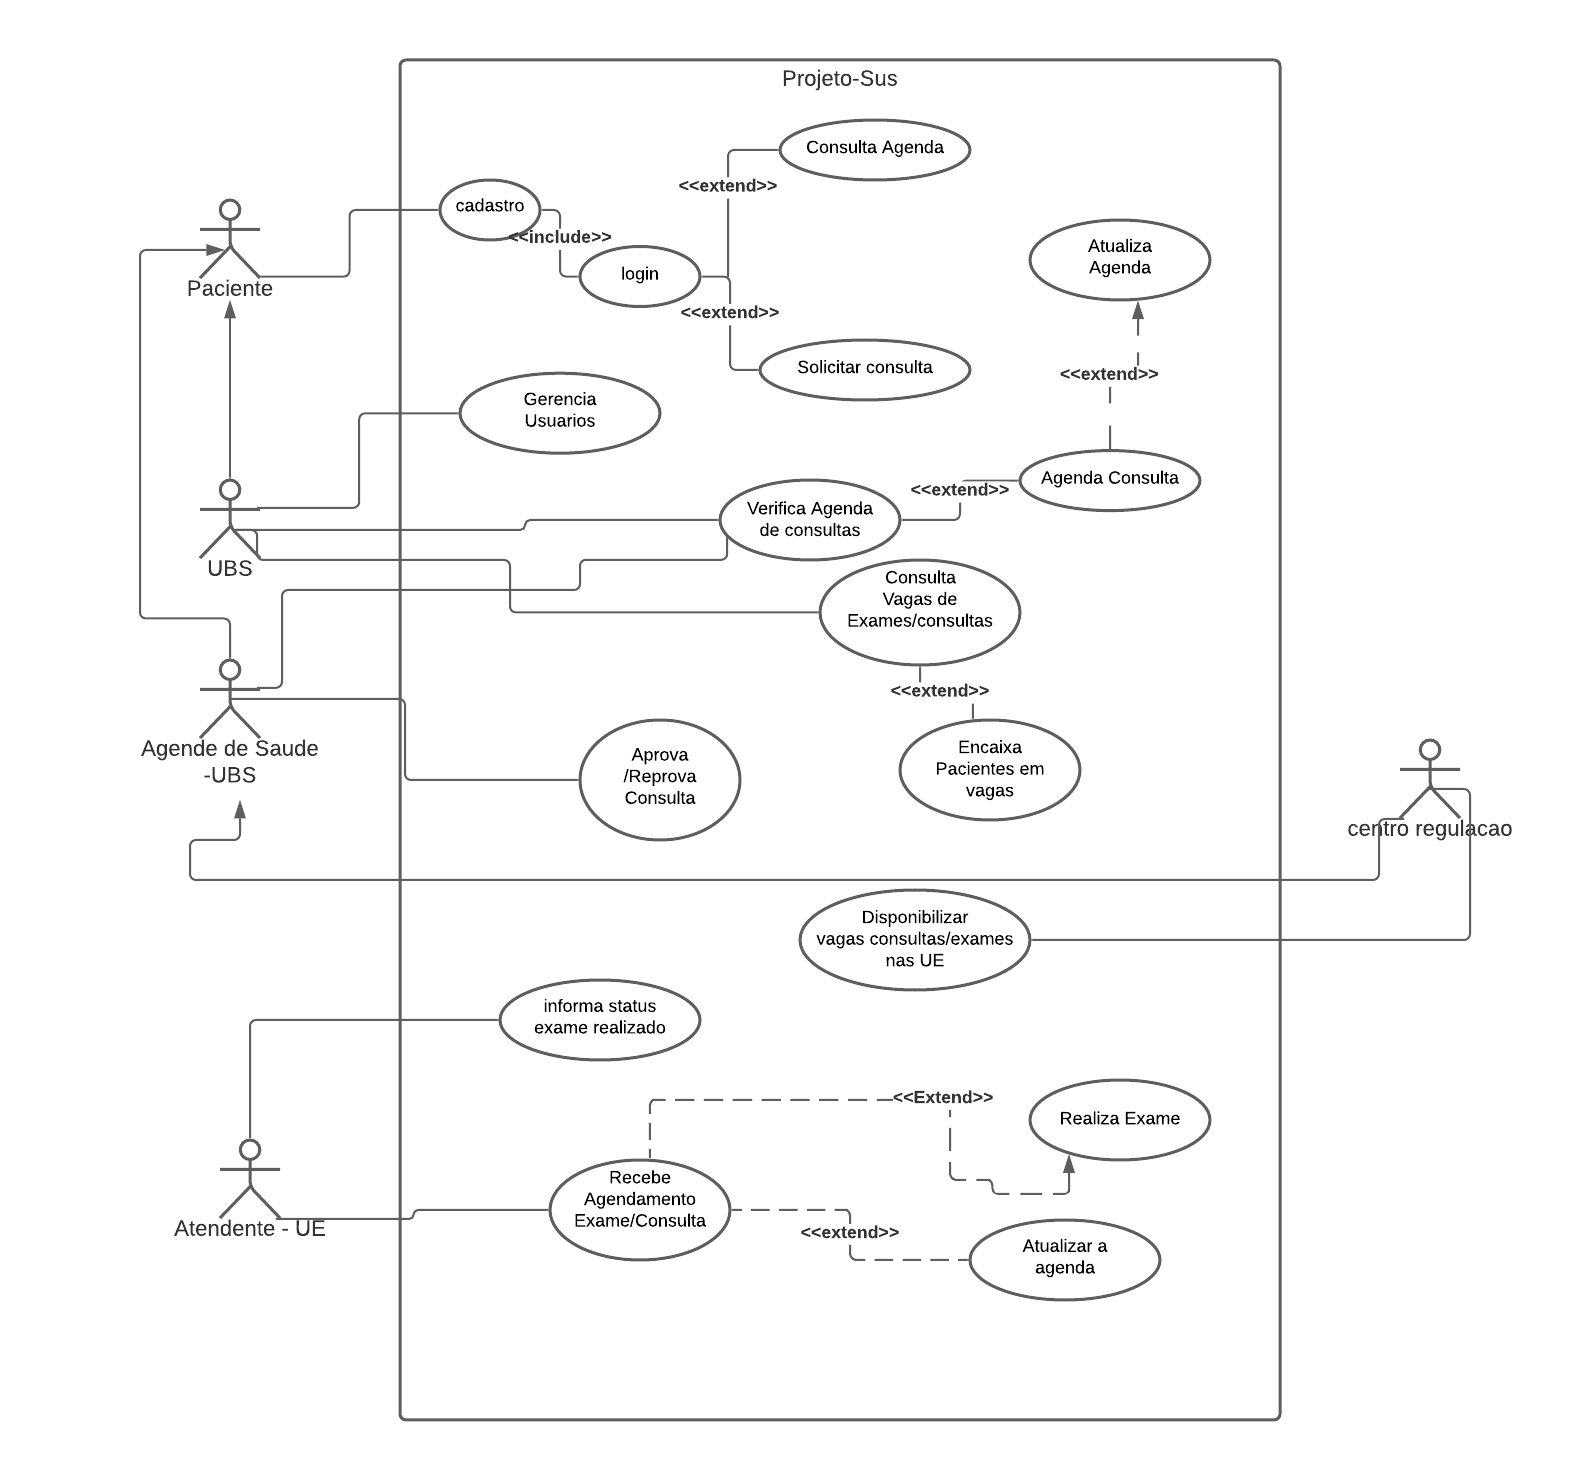 Projeto-Sus
Consulta Agenda
<<extend>>
cadastro
<<include>>
login
Paciente
<<extend>>
Atualiza
Agenda
Solicitar consulta
<<extend>>
Gerencia
Usuarios
UBS
Verifica Agenda
de consultas
<<extend>>
Agenda Consulta
Consulta
Vagas de
Exames/consultas
<<extend>>
Agende de Saude
-UBS
Aprova
/Reprova
Consulta
Encaixa
Pacientes em
vagas
centro regulacao
Disponibilizar
vagas consultas/exames
nas UE
informa status
exame realizado
<<Extend>>
Realiza Exame
Atendente - UE
Recebe
Agendamento
Exame/Consulta
<<extend>>
Atualizar a
agenda